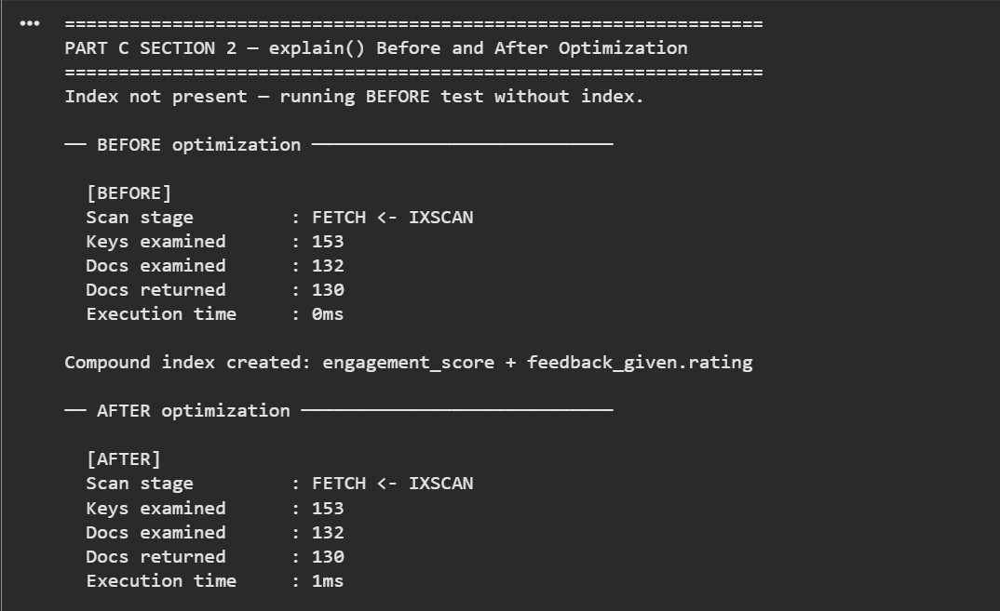 •••
=================================================================
PART C SECTION 2 — explain() Before and After Optimization
=================================================================
Index not present — running BEFORE test without index.
── BEFORE optimization ────────────────────────────
[BEFORE]
Scan stage : FETCH <- IXSCAN
Keys examined : 153
Docs examined : 132
Docs returned : 130
Execution time : 0ms
Compound index created: engagement_score + feedback_given.rating
── AFTER optimization ─────────────────────────────
[AFTER]
Scan stage : FETCH <- IXSCAN
Keys examined : 153
Docs examined : 132
Docs returned : 130
Execution time : 1ms